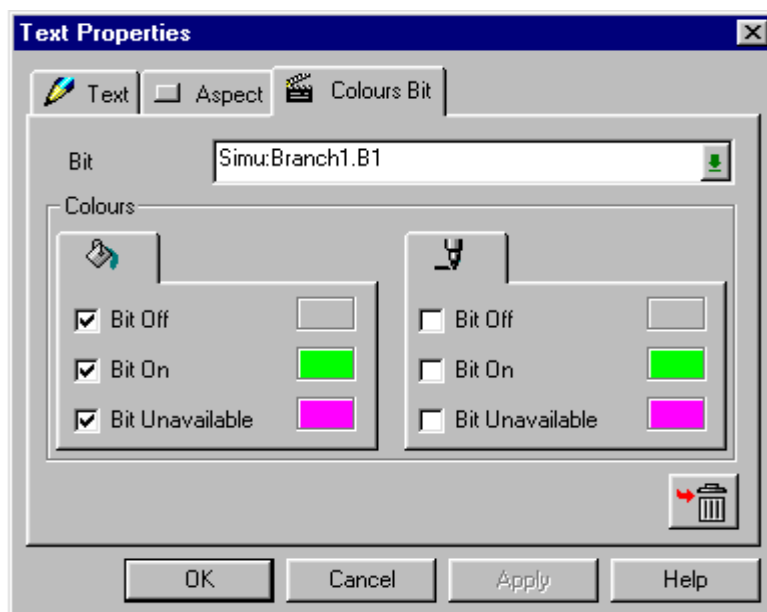 Text Properties
Text Aspect Colours Bit
Bit Simu:Branch1.B1
Colours
Bit Off
Bit On
Bit Unavailable
Bit Off
Bit On
Bit Unavailable
OK Cancel Apply Help